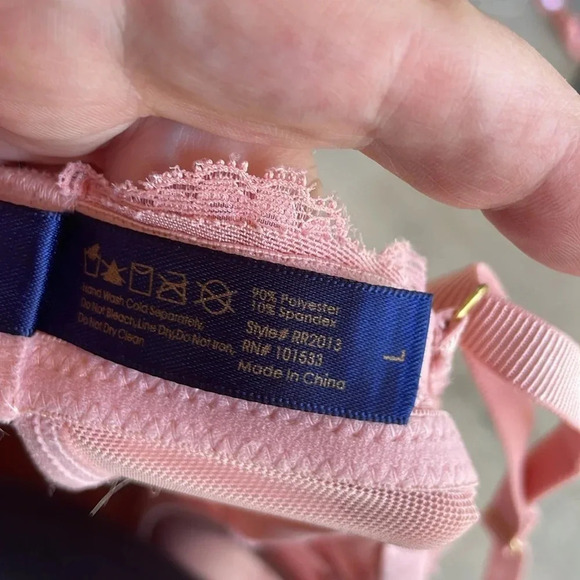 90% Polyester
10% Spandex
Hand Wash Cold Separately,
Do Not Bleach,Line Dry,Do Not Iron,
Do Not Dry Clean
Style# RR2013
RN# 101533
Made In China
L